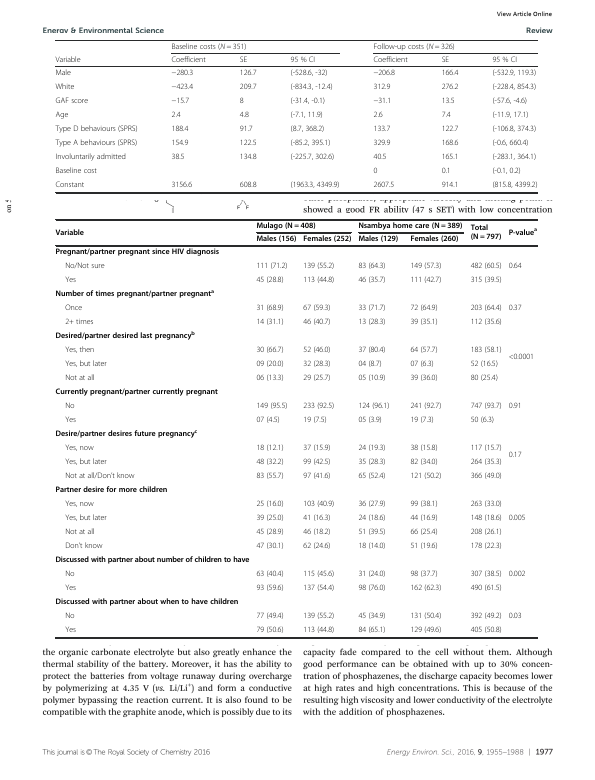 View Article Online
Energy & Environmental Science Review
Baseline costs (N = 351) Follow-up costs (N = 326)
Variable Coefficient SE 95 % CI Coefficient SE 95 % CI
Male −280.3 126.7 (-528.6, -32) −206.8 166.4 (-532.9, 119.3)
White −423.4 209.7 (-834.3, -12.4) 312.9 276.2 (-228.4, 854.3)
GAF score −15.7 8 (-31.4, -0.1) −31.1 13.5 (-57.6, -4.6)
Age 2.4 4.8 (-7.1, 11.9) 2.6 7.4 (-11.9, 17.1)
Type D behaviours (SPRS) 188.4 91.7 (8.7, 368.2) 133.7 122.7 (-106.8, 374.3)
Type A behaviours (SPRS) 154.9 122.5 (-85.2, 395.1) 329.9 168.6 (-0.6, 660.4)
Involuntarily admitted 38.5 134.8 (-225.7, 302.6) 40.5 165.1 (-283.1, 364.1)
Baseline cost 0 0.1 (-0.1, 0.2)
Constant 3156.6 608.8 (1963.3, 4349.9) 2607.5 914.1 (815.8, 4399.2)
on 5
F F
showed a good FR ability (47 s SET) with low concentration
Variable Mulago (N = 408) Nsambya home care (N = 389) Total (N = 797) P-valueᵃ
Males (156) Females (252) Males (129) Females (260)
Pregnant/partner pregnant since HIV diagnosis
No/Not sure 111 (71.2) 139 (55.2) 83 (64.3) 149 (57.3) 482 (60.5) 0.64
Yes 45 (28.8) 113 (44.8) 46 (35.7) 111 (42.7) 315 (39.5)
Number of times pregnant/partner pregnantᵃ
Once 31 (68.9) 67 (59.3) 33 (71.7) 72 (64.9) 203 (64.4) 0.37
2+ times 14 (31.1) 46 (40.7) 13 (28.3) 39 (35.1) 112 (35.6)
Desired/partner desired last pregnancyᵇ
Yes, then 30 (66.7) 52 (46.0) 37 (80.4) 64 (57.7) 183 (58.1) <0.0001
Yes, but later 09 (20.0) 32 (28.3) 04 (8.7) 07 (6.3) 52 (16.5)
Not at all 06 (13.3) 29 (25.7) 05 (10.9) 39 (36.0) 80 (25.4)
Currently pregnant/partner currently pregnant
No 149 (95.5) 233 (92.5) 124 (96.1) 241 (92.7) 747 (93.7) 0.91
Yes 07 (4.5) 19 (7.5) 05 (3.9) 19 (7.3) 50 (6.3)
Desire/partner desires future pregnancyᶜ
Yes, now 18 (12.1) 37 (15.9) 24 (19.3) 38 (15.8) 117 (15.7) 0.17
Yes, but later 48 (32.2) 99 (42.5) 35 (28.3) 82 (34.0) 264 (35.3)
Not at all/Don't know 83 (55.7) 97 (41.6) 65 (52.4) 121 (50.2) 366 (49.0)
Partner desire for more children
Yes, now 25 (16.0) 103 (40.9) 36 (27.9) 99 (38.1) 263 (33.0)
Yes, but later 39 (25.0) 41 (16.3) 24 (18.6) 44 (16.9) 148 (18.6) 0.005
Not at all 45 (28.9) 46 (18.2) 51 (39.5) 66 (25.4) 208 (26.1)
Don't know 47 (30.1) 62 (24.6) 18 (14.0) 51 (19.6) 178 (22.3)
Discussed with partner about number of children to have
No 63 (40.4) 115 (45.6) 31 (24.0) 98 (37.7) 307 (38.5) 0.002
Yes 93 (59.6) 137 (54.4) 98 (76.0) 162 (62.3) 490 (61.5)
Discussed with partner about when to have children
No 77 (49.4) 139 (55.2) 45 (34.9) 131 (50.4) 392 (49.2) 0.03
Yes 79 (50.6) 113 (44.8) 84 (65.1) 129 (49.6) 405 (50.8)
the organic carbonate electrolyte but also greatly enhance the
thermal stability of the battery. Moreover, it has the ability to
protect the batteries from voltage runaway during overcharge
by polymerizing at 4.35 V (vs. Li/Li⁺) and form a conductive
polymer bypassing the reaction current. It is also found to be
compatible with the graphite anode, which is possibly due to its
capacity fade compared to the cell without them. Although
good performance can be obtained with up to 30% concen-
tration of phosphazenes, the discharge capacity becomes lower
at high rates and high concentrations. This is because of the
resulting high viscosity and lower conductivity of the electrolyte
with the addition of phosphazenes.
This journal is © The Royal Society of Chemistry 2016 Energy Environ. Sci., 2016, 9, 1955–1988 | 1977